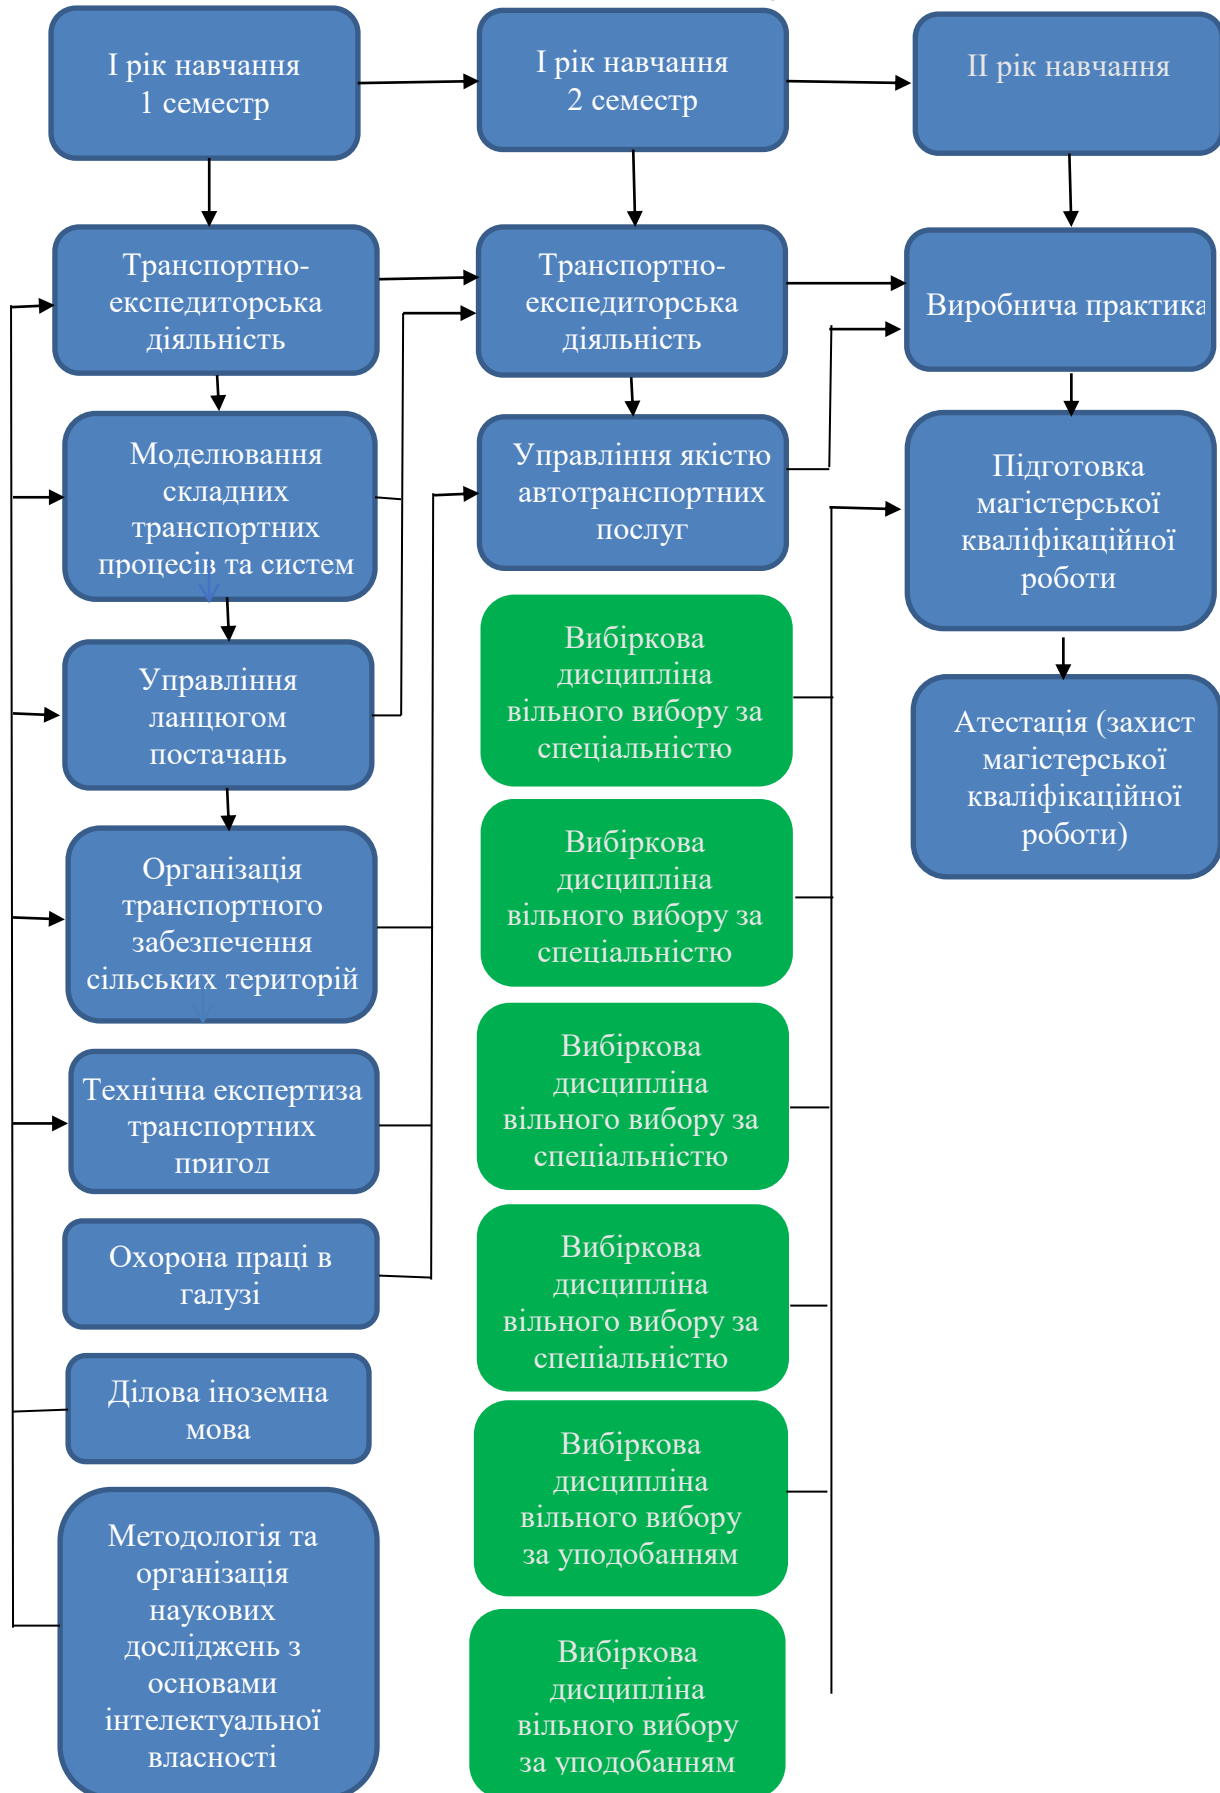 І рік навчання
1 семестр
І рік навчання
2 семестр
ІІ рік навчання
Транспортно-
експедиторська
діяльність
Моделювання
складних
транспортних
процесів та систем
Управління
ланцюгом
постачань
Організація
транспортного
забезпечення
сільських територій
Технічна експертиза
транспортних
пригод
Охорона праці в
галузі
Ділова іноземна
мова
Методологія та
організація
наукових
досліджень з
основами
інтелектуальної
власності
Транспортно-
експедиторська
діяльність
Управління якістю
автотранспортних
послуг
Вибіркова
дисципліна
вільного вибору за
спеціальністю
Вибіркова
дисципліна
вільного вибору за
спеціальністю
Вибіркова
дисципліна
вільного вибору за
спеціальністю
Вибіркова
дисципліна
вільного вибору за
спеціальністю
Вибіркова
дисципліна
вільного вибору
за уподобанням
Вибіркова
дисципліна
вільного вибору
за уподобанням
Виробнича практика
Підготовка
магістерської
кваліфікаційної
роботи
Атестація (захист
магістерської
кваліфікаційної
роботи)